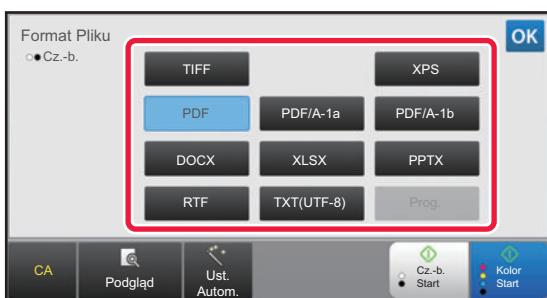 Format Pliku
OK
Cz.-b.
TIFF
XPS
PDF
PDF/A-1a
PDF/A-1b
DOCX
XLSX
PPTX
RTF
TXT(UTF-8)
Prog.
CA
Podgląd
Ust.
Autom.
Cz.-b.
Start
Kolor
Start